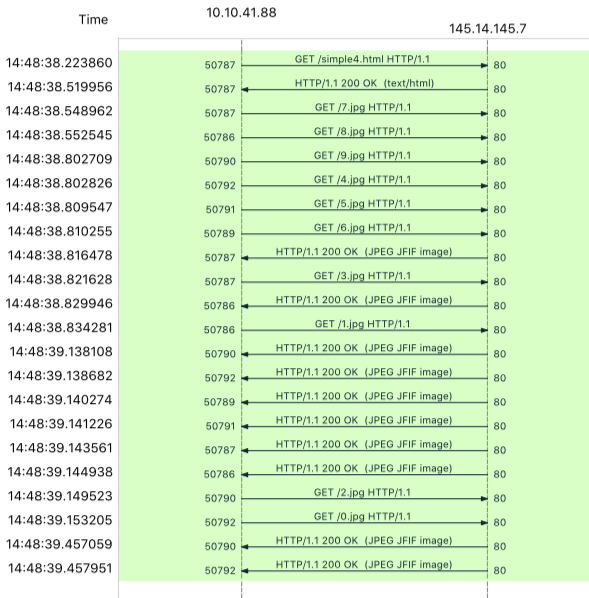 Time 10.10.41.88 145.14.145.7
14:48:38.223860 50787 GET /simple4.html HTTP/1.1 80
14:48:38.519956 50787 HTTP/1.1 200 OK (text/html) 80
14:48:38.548962 50787 GET /7.jpg HTTP/1.1 80
14:48:38.552545 50786 GET /8.jpg HTTP/1.1 80
14:48:38.802709 50790 GET /9.jpg HTTP/1.1 80
14:48:38.802826 50792 GET /4.jpg HTTP/1.1 80
14:48:38.809547 50791 GET /5.jpg HTTP/1.1 80
14:48:38.810255 50789 GET /6.jpg HTTP/1.1 80
14:48:38.816478 50787 HTTP/1.1 200 OK (JPEG JFIF image) 80
14:48:38.821628 50787 GET /3.jpg HTTP/1.1 80
14:48:38.829946 50786 HTTP/1.1 200 OK (JPEG JFIF image) 80
14:48:38.834281 50786 GET /1.jpg HTTP/1.1 80
14:48:39.138108 50790 HTTP/1.1 200 OK (JPEG JFIF image) 80
14:48:39.138682 50792 HTTP/1.1 200 OK (JPEG JFIF image) 80
14:48:39.140274 50789 HTTP/1.1 200 OK (JPEG JFIF image) 80
14:48:39.141226 50791 HTTP/1.1 200 OK (JPEG JFIF image) 80
14:48:39.143561 50787 HTTP/1.1 200 OK (JPEG JFIF image) 80
14:48:39.144938 50786 HTTP/1.1 200 OK (JPEG JFIF image) 80
14:48:39.149523 50790 GET /2.jpg HTTP/1.1 80
14:48:39.153205 50792 GET /0.jpg HTTP/1.1 80
14:48:39.457059 50790 HTTP/1.1 200 OK (JPEG JFIF image) 80
14:48:39.457951 50792 HTTP/1.1 200 OK (JPEG JFIF image) 80